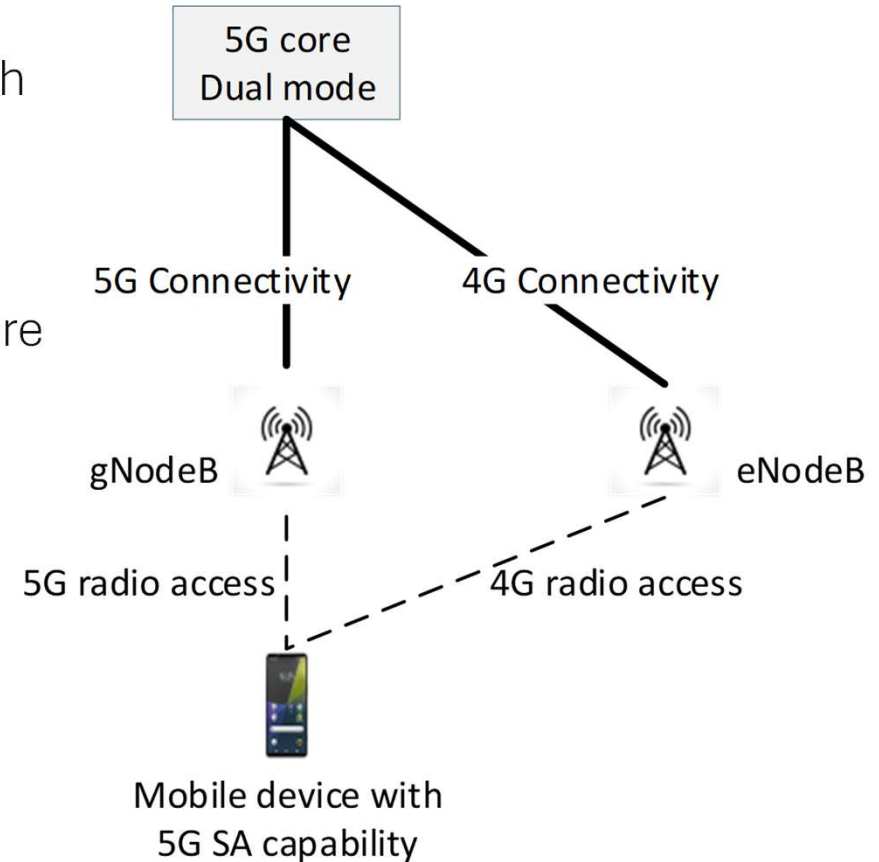 5G core
Dual mode
h
5G Connectivity 4G Connectivity
re
gNodeB eNodeB
5G radio access 4G radio access
Mobile device with
5G SA capability